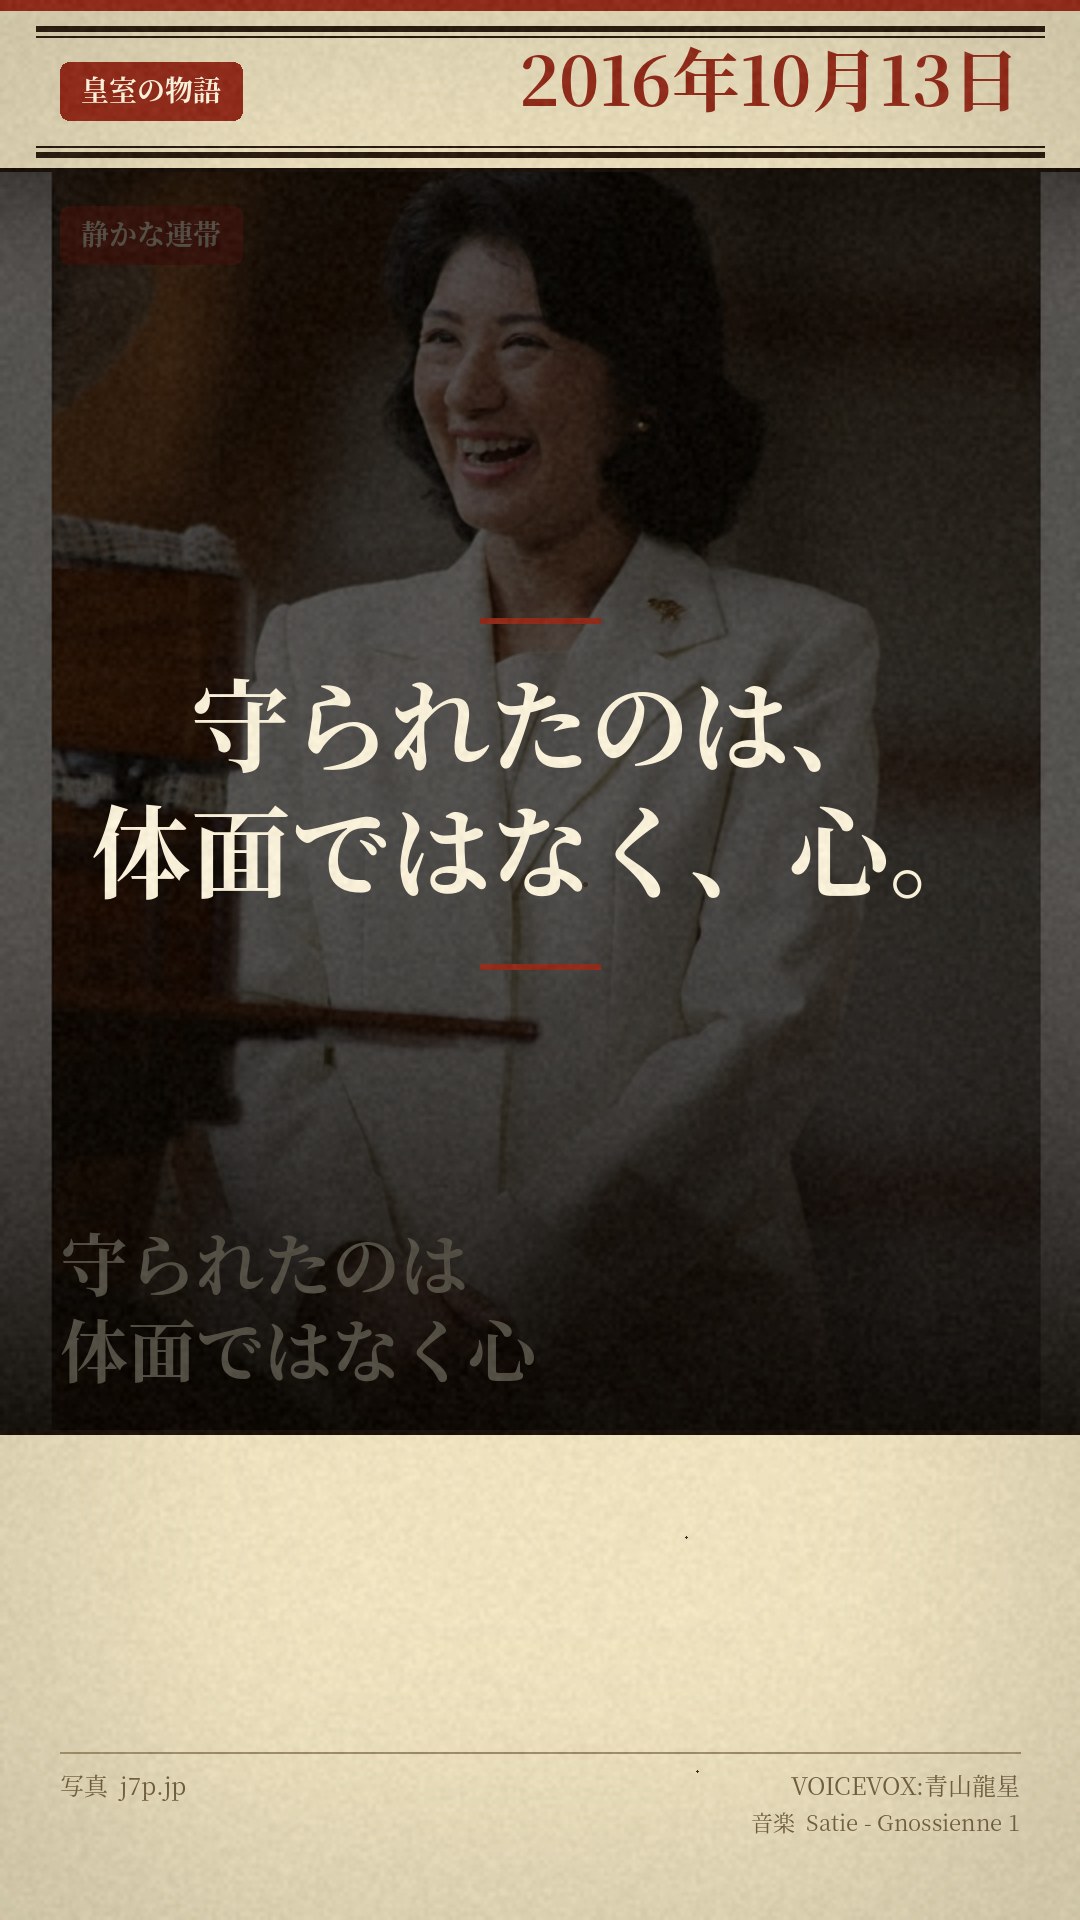 皇室の物語
2016年10月13日
静かな連帯
守られたのは、
体面ではなく、心。
守られたのは
体面ではなく心
写真 j7p.jp
VOICEVOX:青山龍星
音楽 Satie - Gnossienne 1